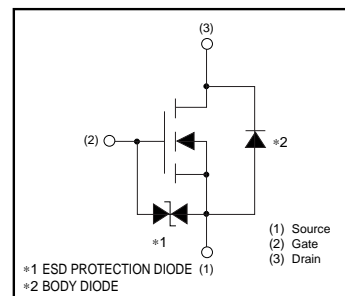 (3)
(2)
∗2
∗1
(1)
(1) Source
(2) Gate
(3) Drain
∗1 ESD PROTECTION DIODE
∗2 BODY DIODE